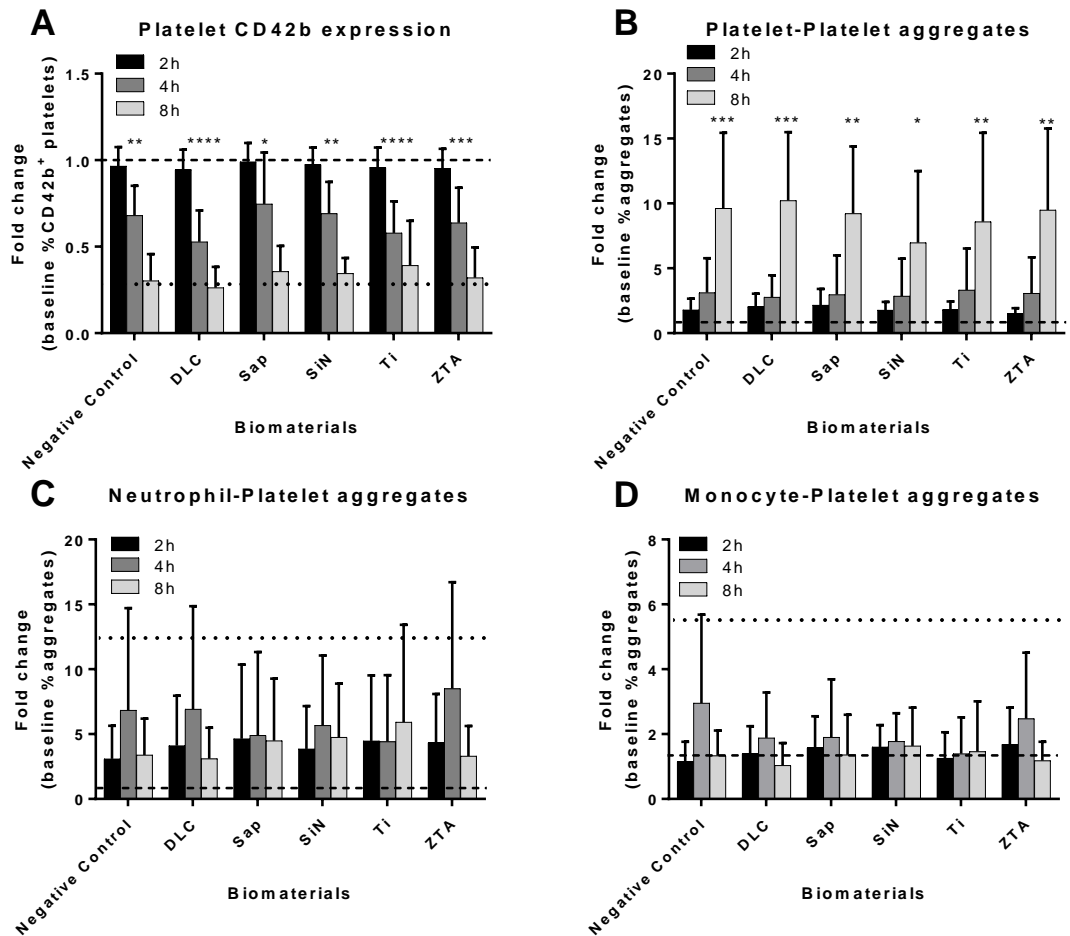 A Platelet CD42b expression
2h
4h
8h
Fold change
(baseline %CD42b+ platelets)
1.5
1.0
0.5
0.0
** **** * ** **** ***
Negative Control DLC Sap SiN Ti ZTA
Biomaterials
B Platelet-Platelet aggregates
2h
4h
8h
Fold change
(baseline %aggregates)
20
15
10
5
0
*** *** ** * ** **
Negative Control DLC Sap SiN Ti ZTA
Biomaterials
C Neutrophil-Platelet aggregates
2h
4h
8h
Fold change
(baseline %aggregates)
20
15
10
5
0
Negative Control DLC Sap SiN Ti ZTA
Biomaterials
D Monocyte-Platelet aggregates
2h
4h
8h
Fold change
(baseline %aggregates)
8
6
4
2
0
Negative Control DLC Sap SiN Ti ZTA
Biomaterials